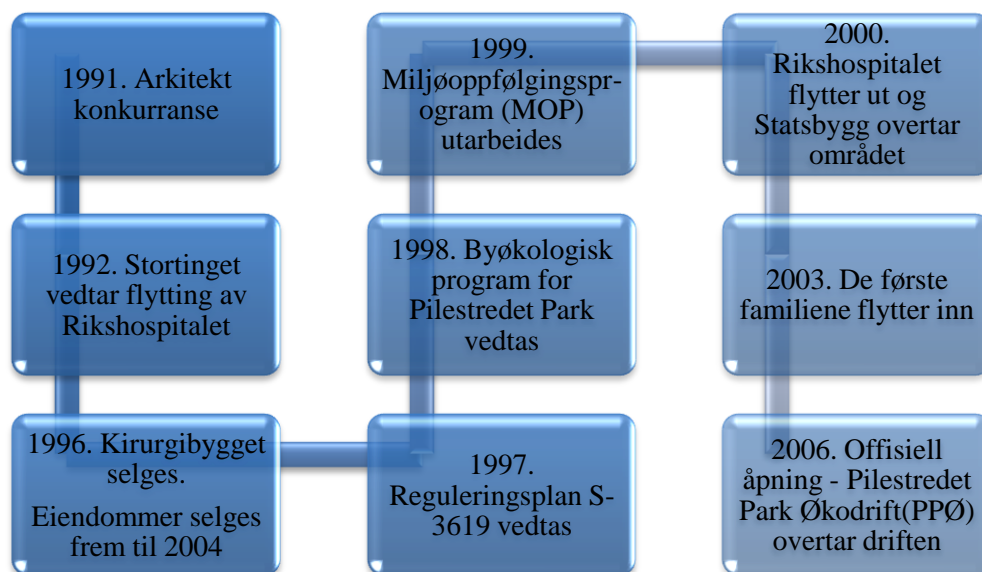 1991. Arkitekt
konkurranse
1992. Stortinget
vedtar flytting av
Rikshospitalet
1996. Kirurgibygget
selges.
Eiendommer selges
frem til 2004
1997.
Reguleringsplan S-
3619 vedtas
1998. Byøkologisk
program for
Pilestredet Park
vedtas
1999.
Miljøoppfølgingspr-
ogram (MOP)
utarbeides
2000.
Rikshospitalet
flytter ut og
Statsbygg overtar
området
2003. De første
familiene flytter inn
2006. Offisiell
åpning - Pilestredet
Park Økodrift(PPØ)
overtar driften